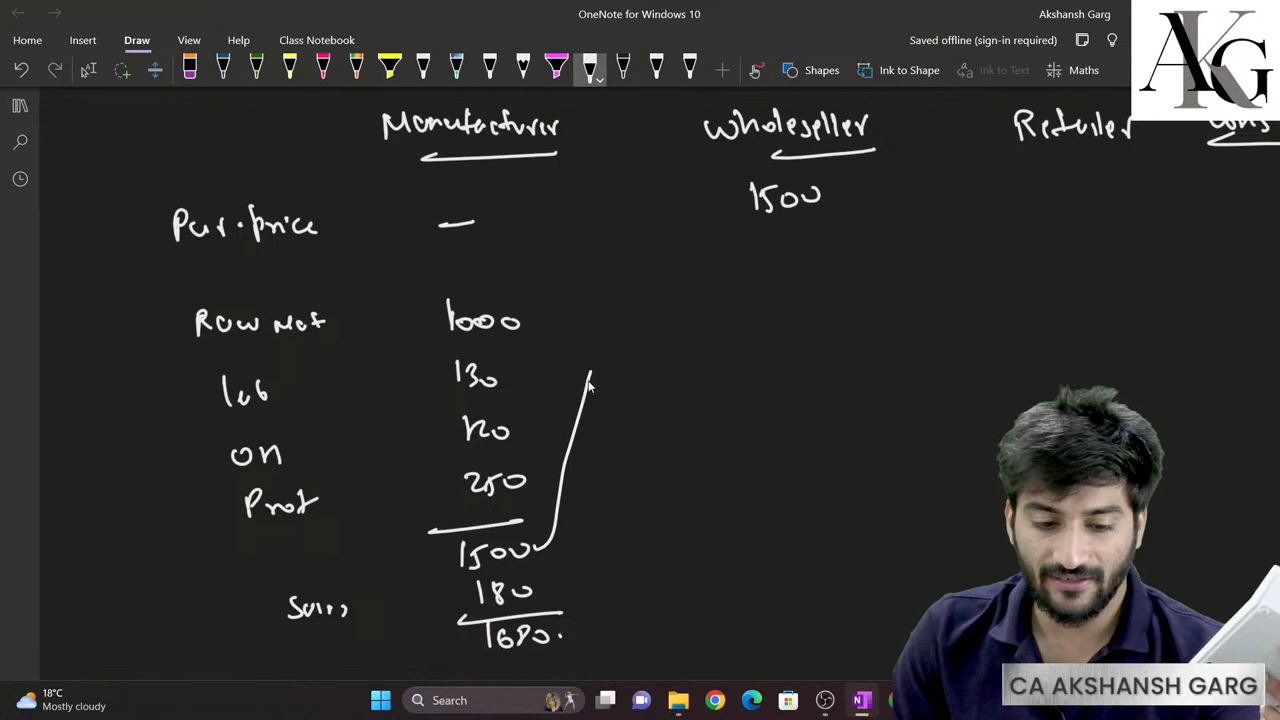 OneNote for Windows 10
Akshansh Garg
Home Insert Draw View Help Class Notebook
Saved offline (sign-in required)
Shapes Ink to Shape Ink to Text Maths
AKG
Manufacturer Wholeseller Retailer Cons
1500
Pur. price —
Raw Mat 1000
lab 130
OH 120
Prof 250
1500
180
1680.
18°C
Mostly cloudy
Search
CA AKSHANSH GARG